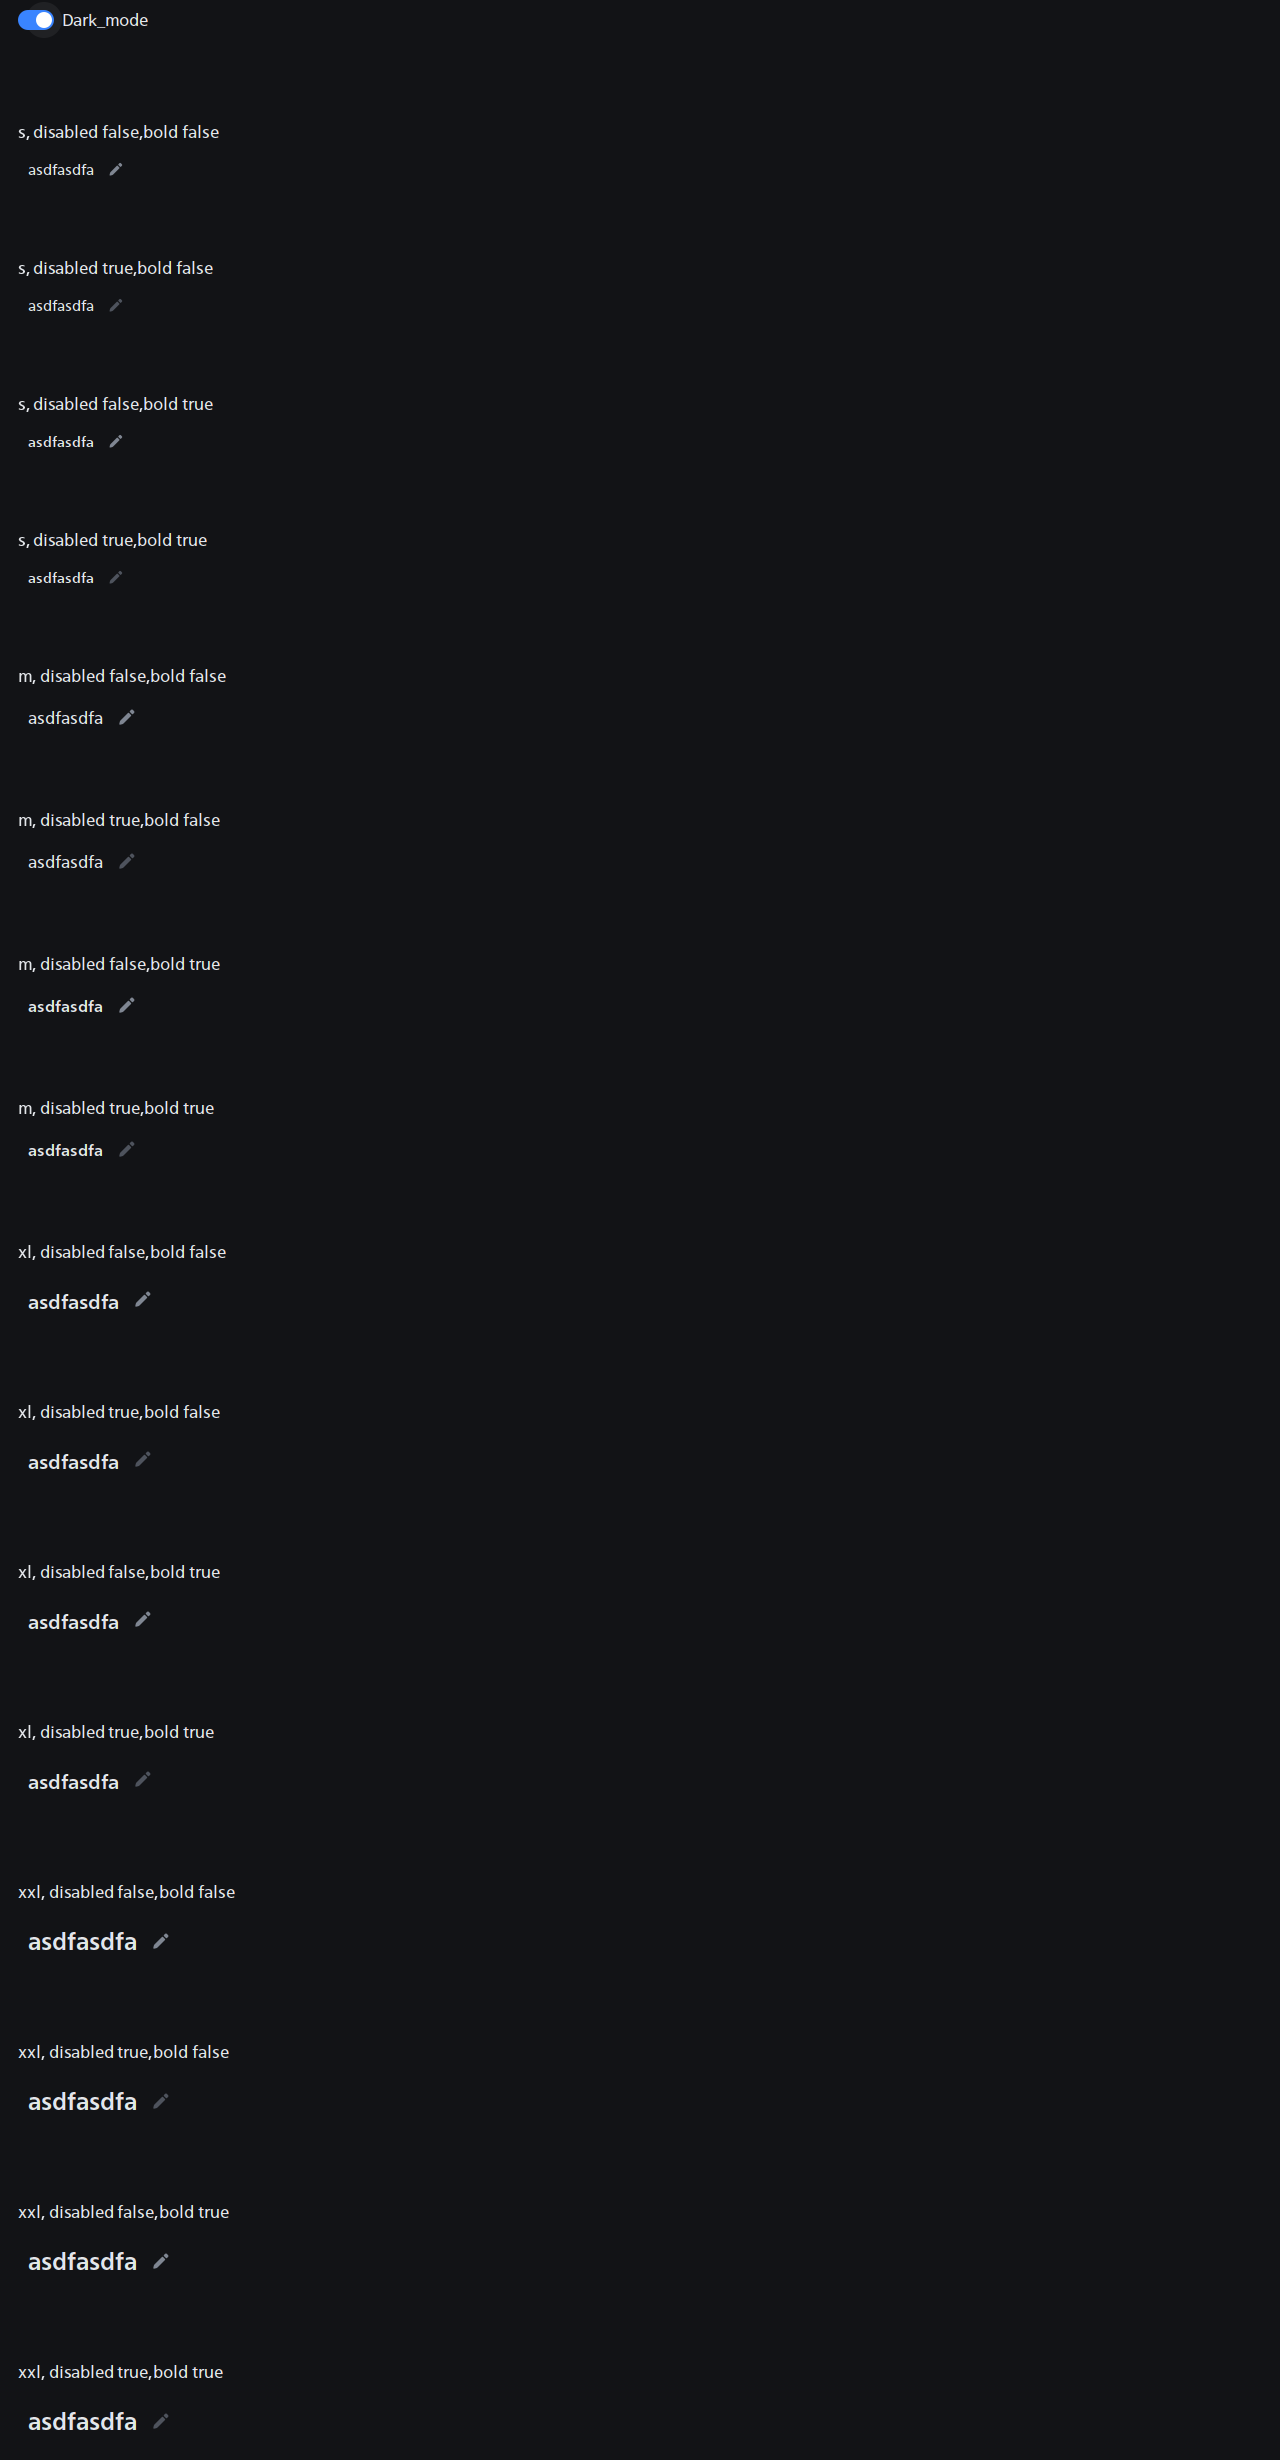 Dark_mode
s, disabled false,bold false
asdfasdfa
s, disabled true,bold false
asdfasdfa
s, disabled false,bold true
asdfasdfa
s, disabled true,bold true
asdfasdfa
m, disabled false,bold false
asdfasdfa
m, disabled true,bold false
asdfasdfa
m, disabled false,bold true
asdfasdfa
m, disabled true,bold true
asdfasdfa
xl, disabled false,bold false
asdfasdfa
xl, disabled true,bold false
asdfasdfa
xl, disabled false,bold true
asdfasdfa
xl, disabled true,bold true
asdfasdfa
xxl, disabled false,bold false
asdfasdfa
xxl, disabled true,bold false
asdfasdfa
xxl, disabled false,bold true
asdfasdfa
xxl, disabled true,bold true
asdfasdfa